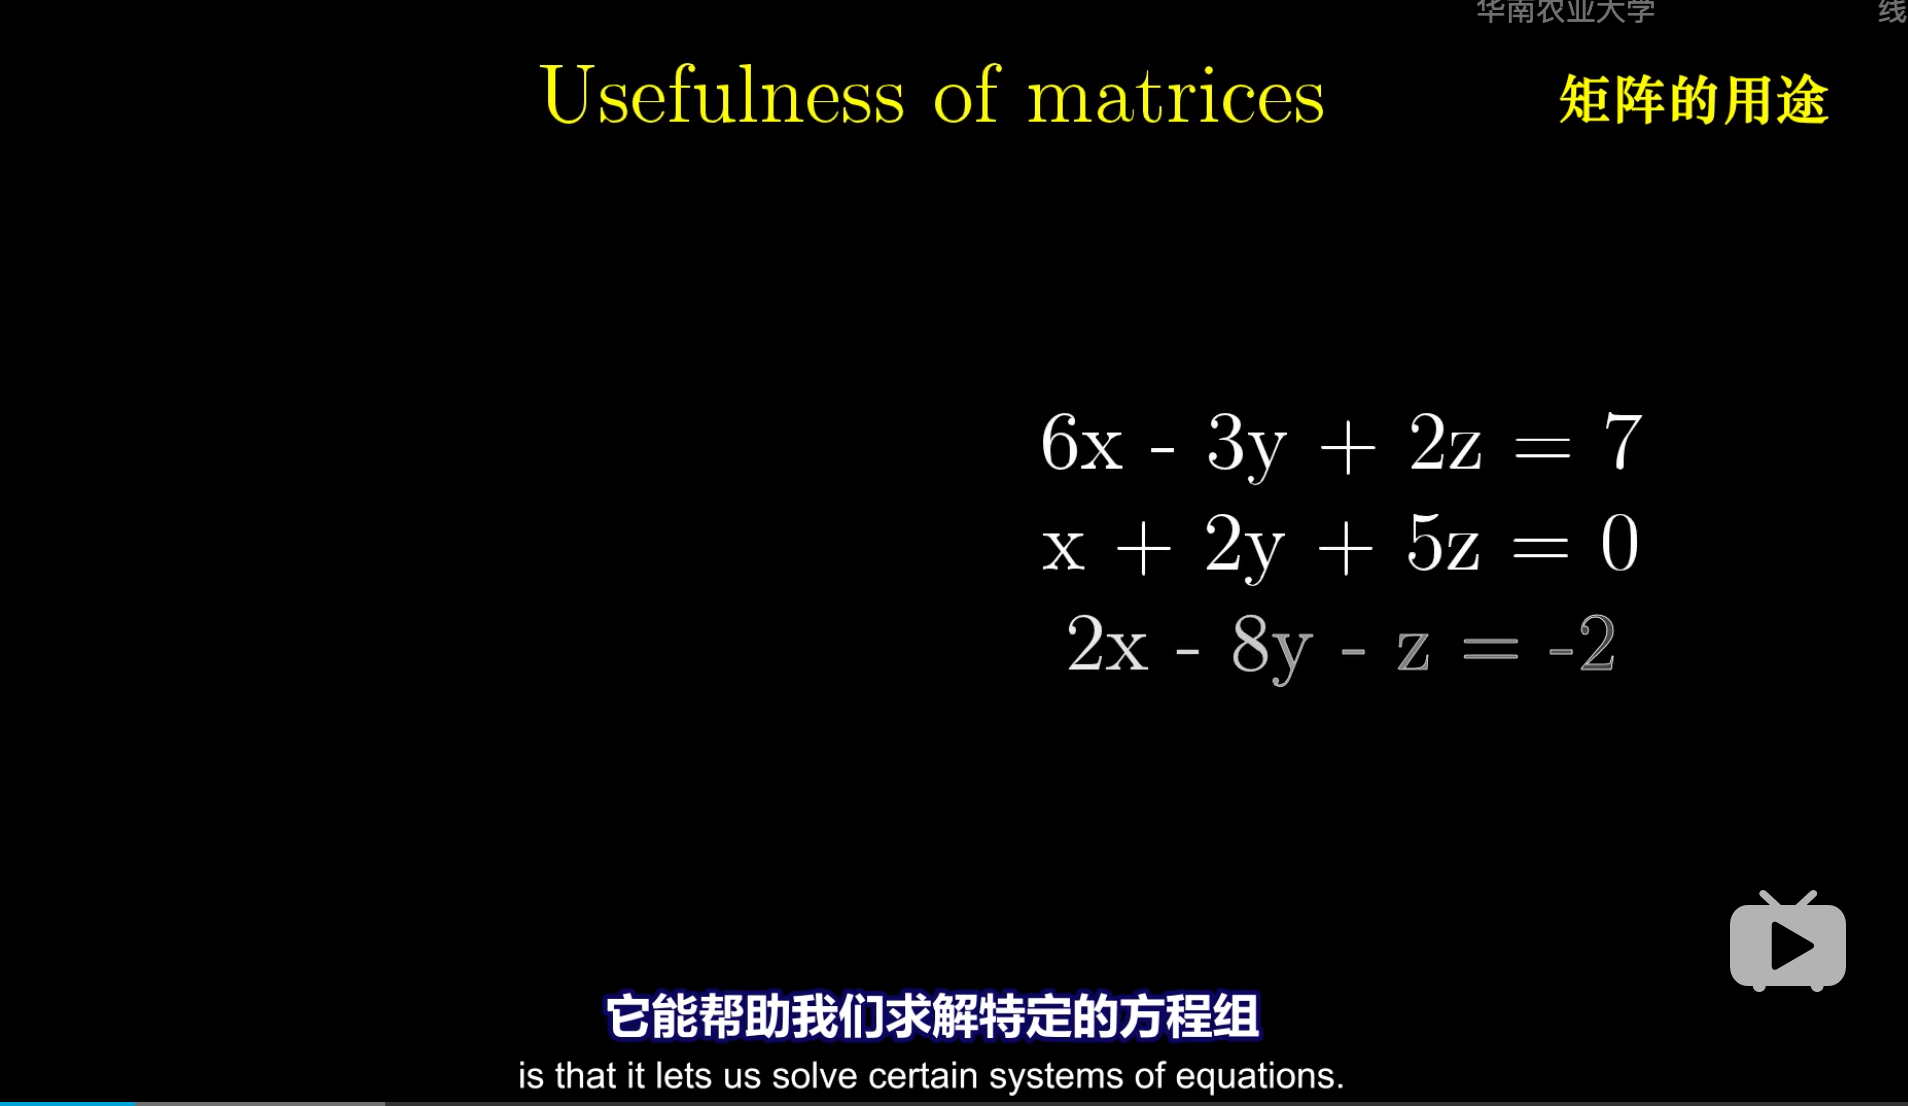 华南农业大学 线
Usefulness of matrices 矩阵的用途
6x - 3y + 2z = 7
x + 2y + 5z = 0
2x - 8y - z = -2
它能帮助我们求解特定的方程组
is that it lets us solve certain systems of equations.